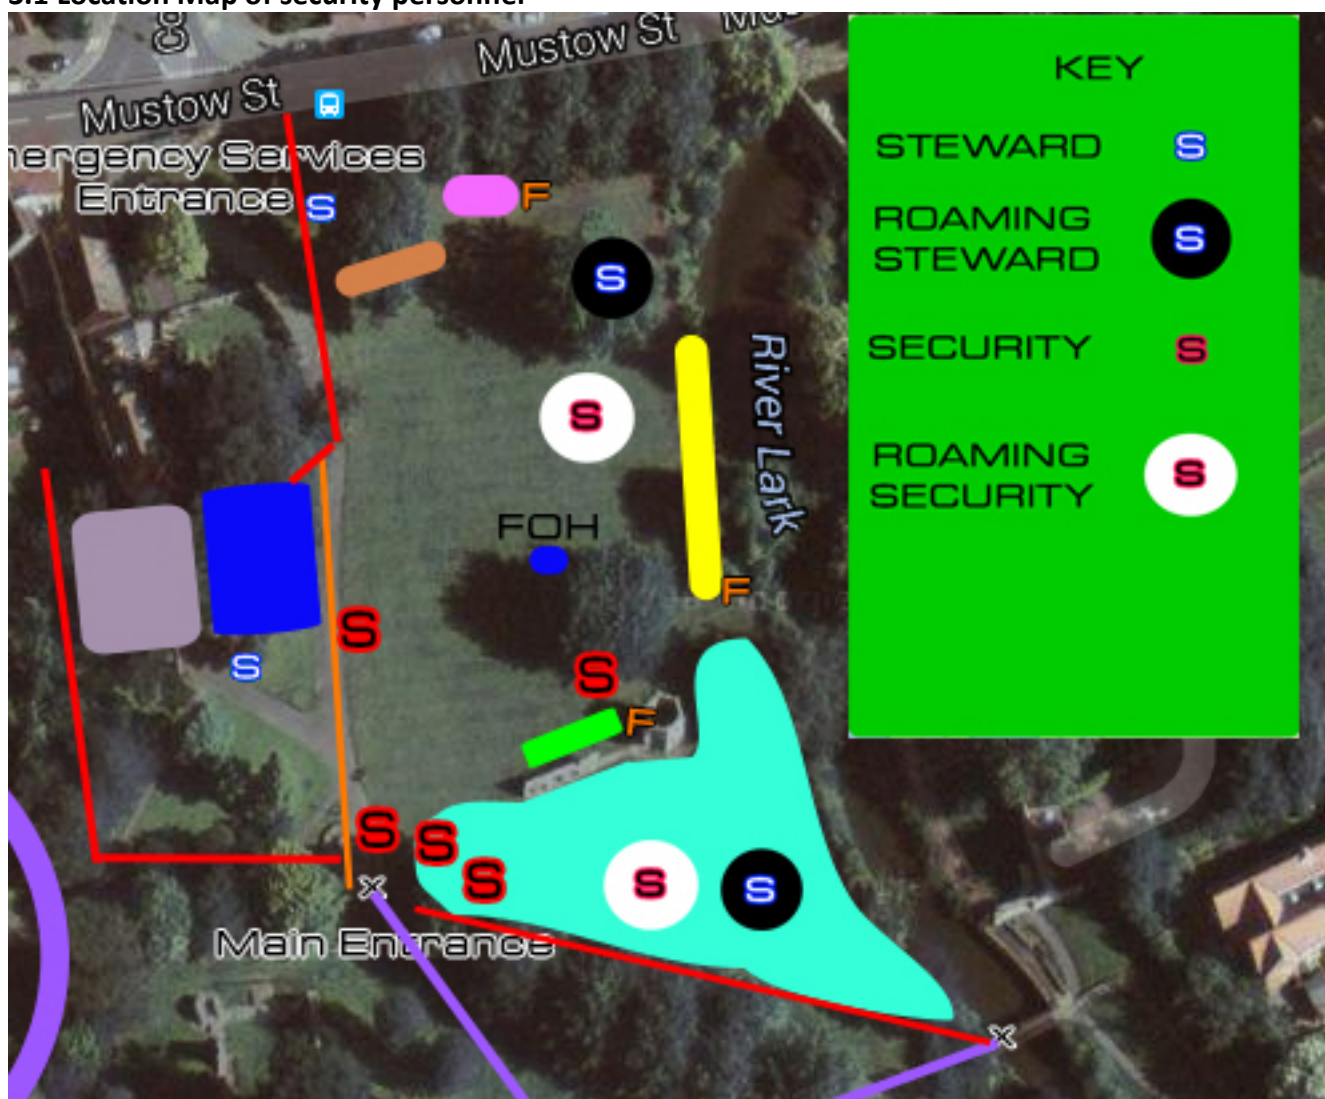 Mustow St
Mustow St
Emergency Services
Entrance
S
F
S
S
River Lark
FOH
F
S
S
S
F
S
S
S
S
S
Main Entrance
KEY
STEWARD S
ROAMING
STEWARD S
SECURITY S
ROAMING
SECURITY S